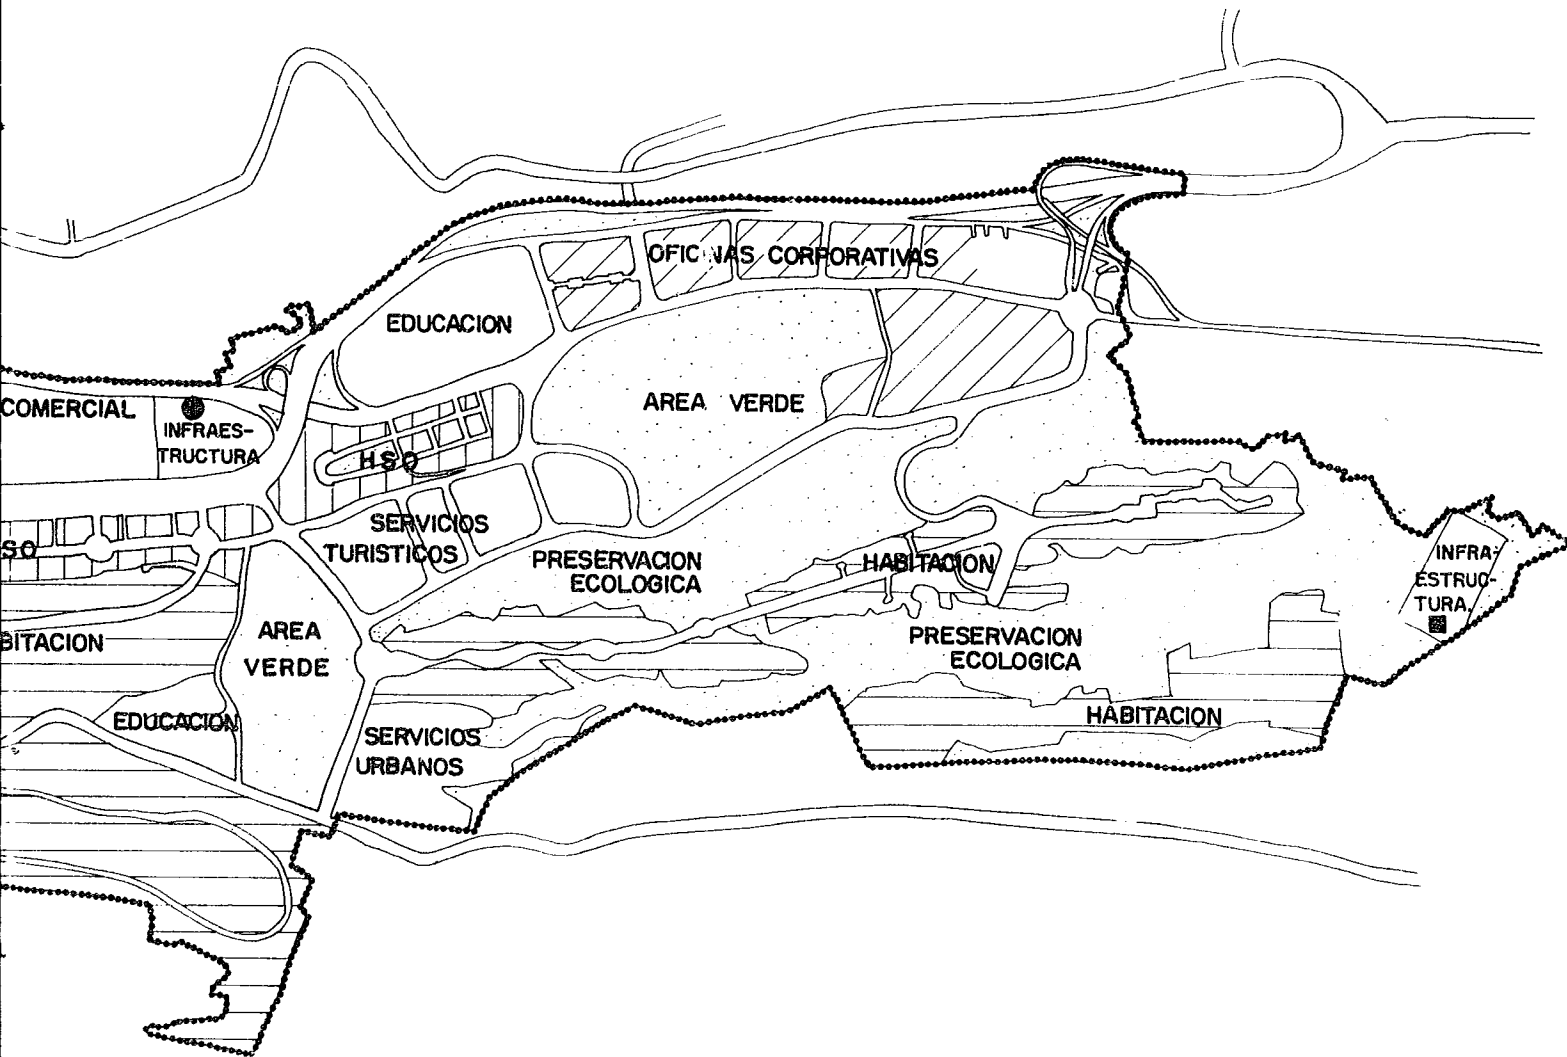 OFICINAS CORPORATIVAS
EDUCACION
AREA VERDE
COMERCIAL
INFRAES-
TRUCTURA
HSO
SERVICIOS
TURISTICOS
SO
PRESERVACION
ECOLOGICA
HABITACION
INFRA-
ESTRUC-
TURA.
BITACION
AREA
VERDE
PRESERVACION
ECOLOGICA
EDUCACION
SERVICIOS
URBANOS
HABITACION